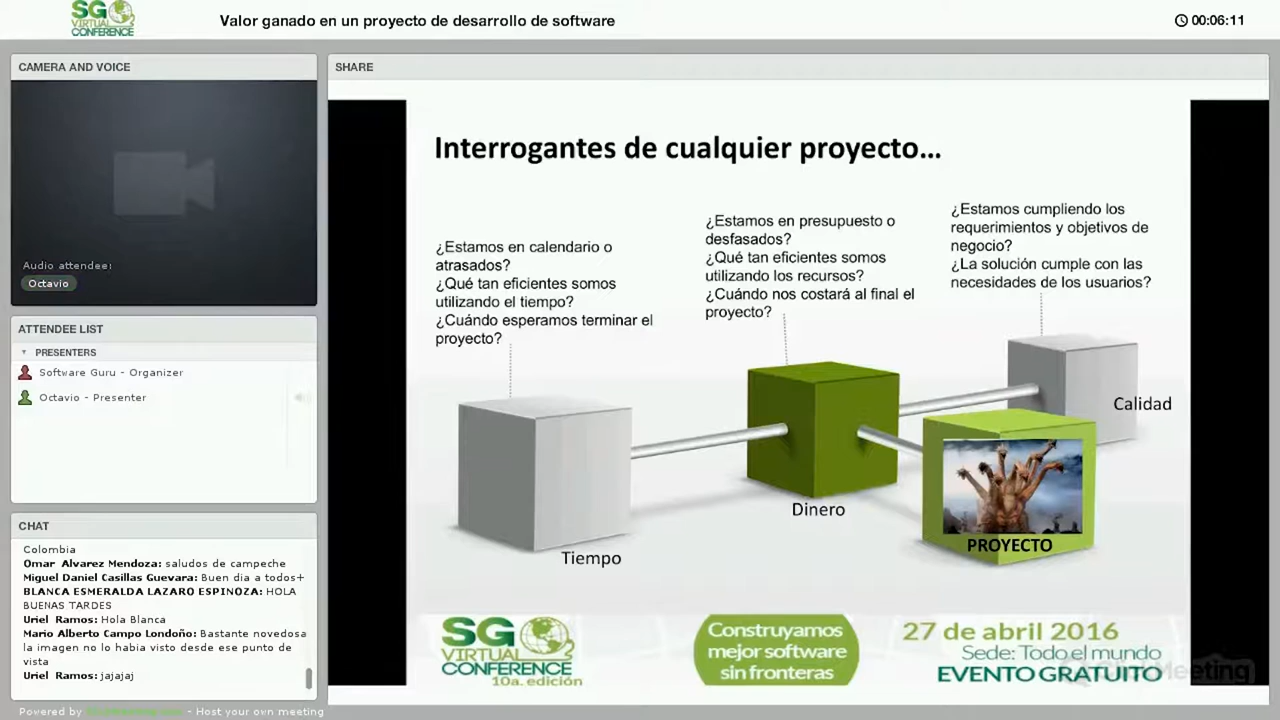 SG
VIRTUAL
CONFERENCE
Valor ganado en un proyecto de desarrollo de software
00:06:11
CAMERA AND VOICE
Audio attendee:
Octavio
ATTENDEE LIST
PRESENTERS
Software Guru - Organizer
Octavio - Presenter
CHAT
Colombia
Omar Alvarez Mendoza: saludos de campeche
Miguel Daniel Casillas Guevara: Buen dia a todos+
BLANCA ESMERALDA LAZARO ESPINOZA: HOLA
BUENAS TARDES
Uriel Ramos: Hola Blanca
Mario Alberto Campo Londoño: Bastante novedosa
la imagen no lo habia visto desde ese punto de
vista
Uriel Ramos: jajajaj
Powered by - Host your own meeting
SHARE
Interrogantes de cualquier proyecto...
¿Estamos en calendario o
atrasados?
¿Qué tan eficientes somos
utilizando el tiempo?
¿Cuándo esperamos terminar el
proyecto?
¿Estamos en presupuesto o
desfasados?
¿Qué tan eficientes somos
utilizando los recursos?
¿Cuándo nos costará al final el
proyecto?
¿Estamos cumpliendo los
requerimientos y objetivos de
negocio?
¿La solución cumple con las
necesidades de los usuarios?
Tiempo
Dinero
Calidad
PROYECTO
SG
VIRTUAL
CONFERENCE
10a. edición
Construyamos
mejor software
sin fronteras
27 de abril 2016
Sede: Todo el mundo
EVENTO GRATUITO